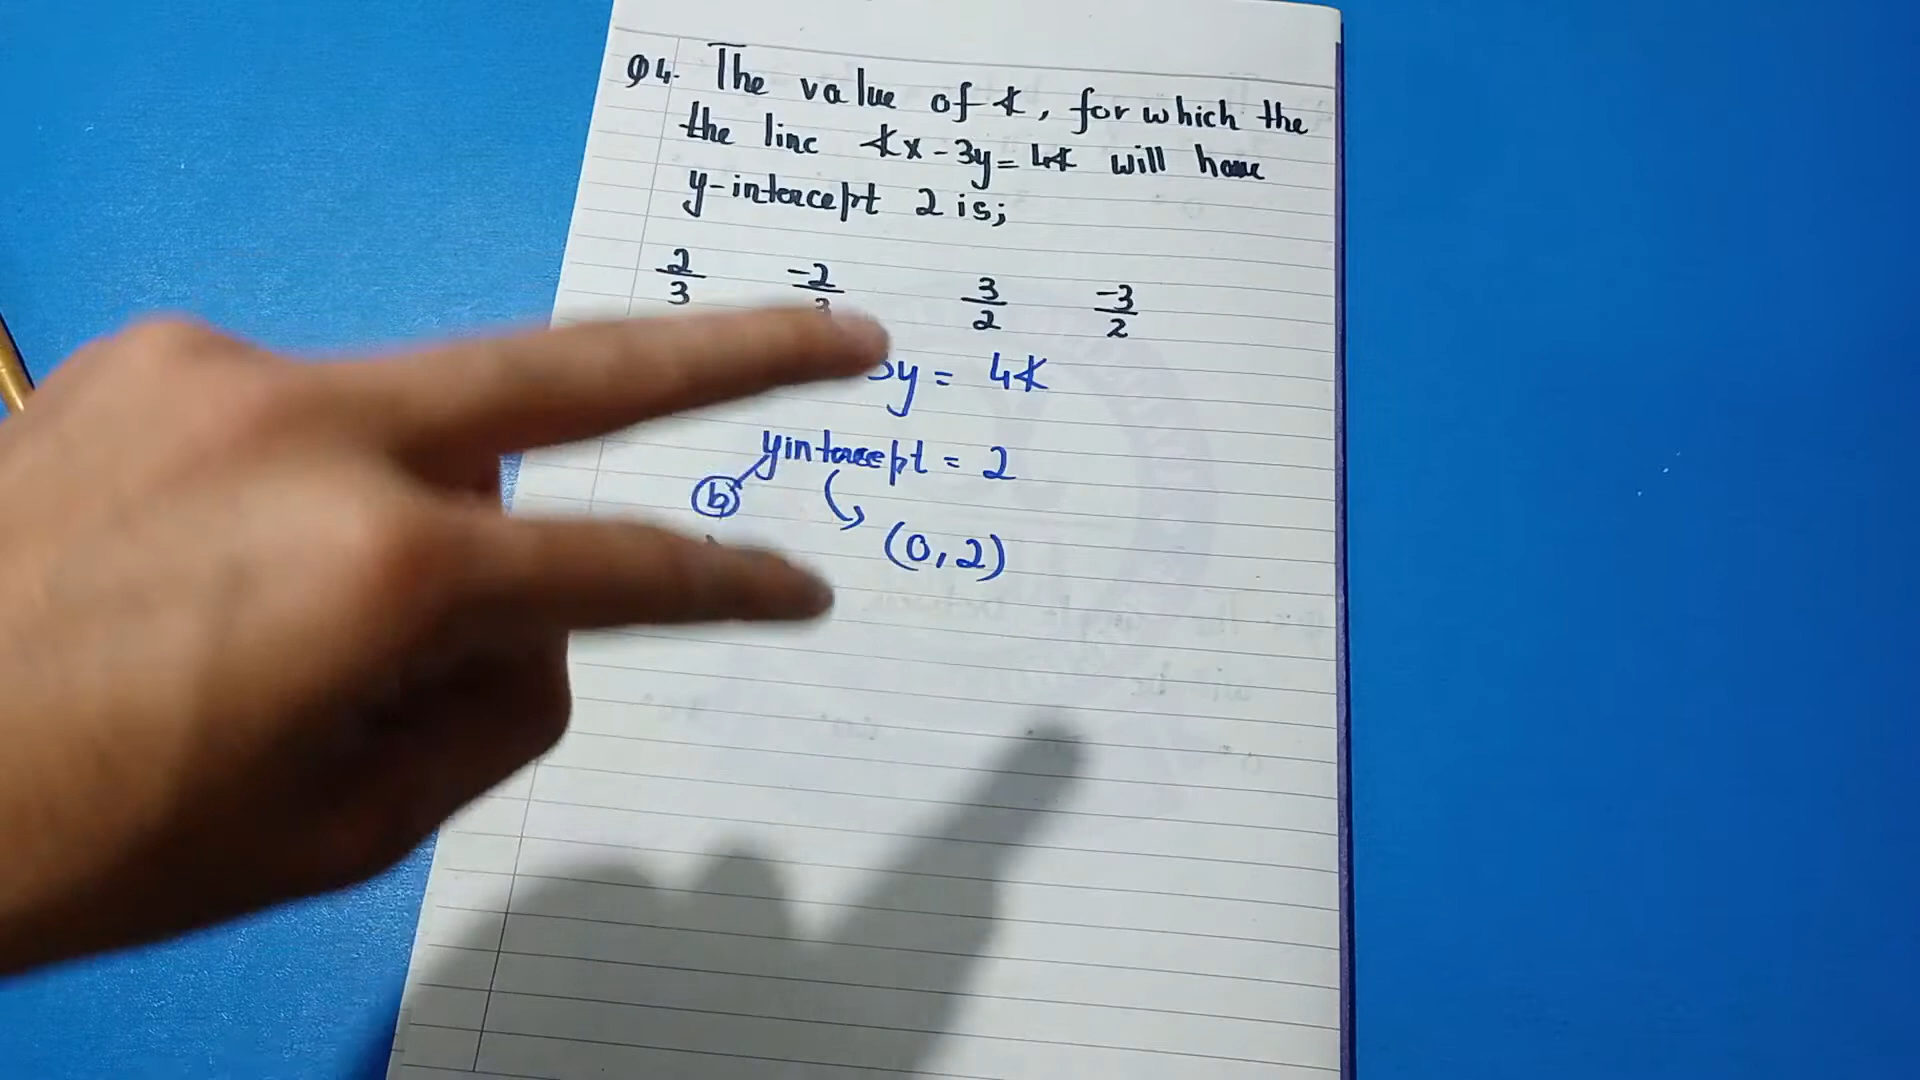 Q4. The value of k, for which the
the line kx-3y=4k will have
y-intercept 2 is;
2/3 -2/3 3/2 -3/2
3y = 4k
y intercept = 2
b
(0,2)